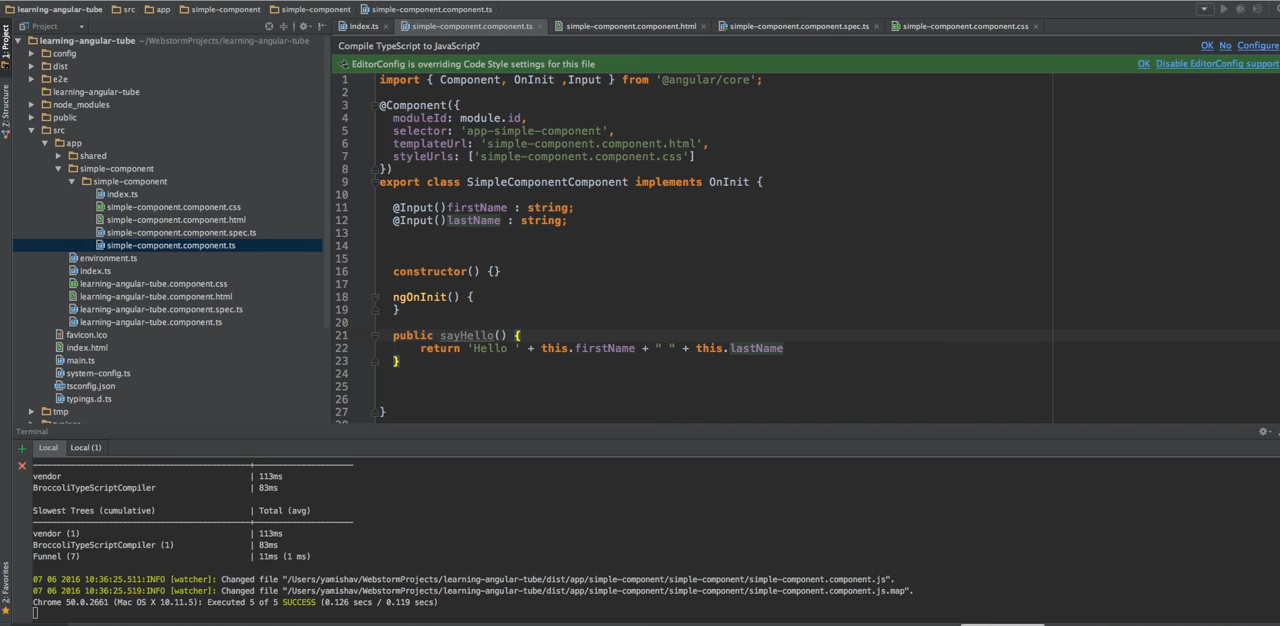 learning-angular-tube src app simple-component simple-component simple-component.component.ts
Project
index.ts simple-component.component.ts simple-component.component.html simple-component.component.spec.ts simple-component.component.css
1: Project
Z: Structure
2: Favorites
learning-angular-tube ~/WebstormProjects/learning-angular-tube
config
dist
e2e
learning-angular-tube
node_modules
public
src
app
shared
simple-component
simple-component
index.ts
simple-component.component.css
simple-component.component.html
simple-component.component.spec.ts
simple-component.component.ts
environment.ts
index.ts
learning-angular-tube.component.css
learning-angular-tube.component.html
learning-angular-tube.component.spec.ts
learning-angular-tube.component.ts
favicon.ico
index.html
main.ts
system-config.ts
tsconfig.json
typings.d.ts
tmp
Compile TypeScript to JavaScript? OK No Configure
EditorConfig is overriding Code Style settings for this file OK Disable EditorConfig support
1 import { Component, OnInit ,Input } from '@angular/core';
2
3 @Component({
4 moduleId: module.id,
5 selector: 'app-simple-component',
6 templateUrl: 'simple-component.component.html',
7 styleUrls: ['simple-component.component.css']
8 })
9 export class SimpleComponentComponent implements OnInit {
10
11 @Input()firstName : string;
12 @Input()lastName : string;
13
14
15
16 constructor() {}
17
18 ngOnInit() {
19 }
20
21 public sayHello() {
22 return 'Hello ' + this.firstName + " " + this.lastName
23 }
24
25
26
27 }
Terminal
Local Local (1)
vendor | 113ms
BroccoliTypeScriptCompiler | 83ms
Slowest Trees (cumulative) | Total (avg)
vendor (1) | 113ms
BroccoliTypeScriptCompiler (1) | 83ms
Funnel (7) | 11ms (1 ms)
07 06 2016 10:36:25.511:INFO [watcher]: Changed file "/Users/yamishav/WebstormProjects/learning-angular-tube/dist/app/simple-component/simple-component/simple-component.component.js".
07 06 2016 10:36:25.519:INFO [watcher]: Changed file "/Users/yamishav/WebstormProjects/learning-angular-tube/dist/app/simple-component/simple-component/simple-component.component.js.map".
Chrome 50.0.2661 (Mac OS X 10.11.5): Executed 5 of 5 SUCCESS (0.126 secs / 0.119 secs)